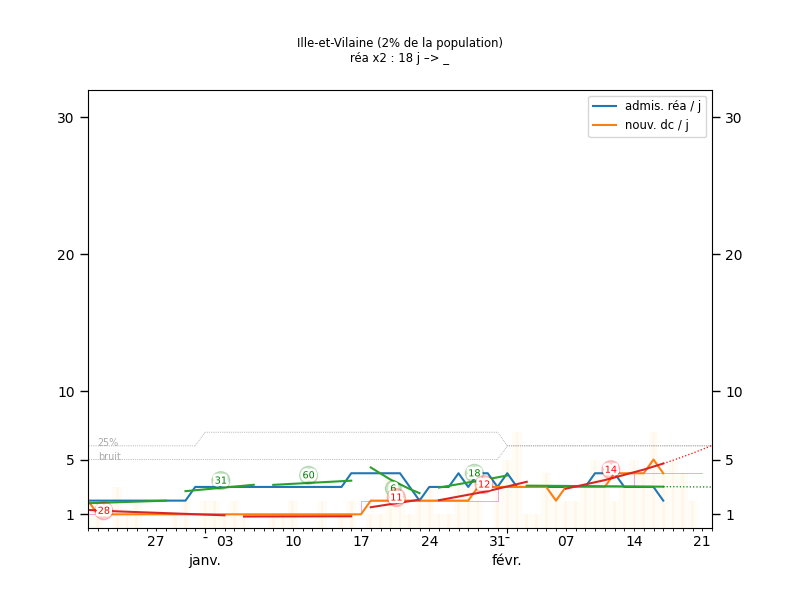 Ille-et-Vilaine (2% de la population)
réa x2 : 18 j –> _
admis. réa / j
nouv. dc / j
30 30
20 20
10 10
25%
bruit
5 5
1 1
31 60 6 11 18 12 14 28
27 03 10 17 24 31 07 14 21
janv. févr.